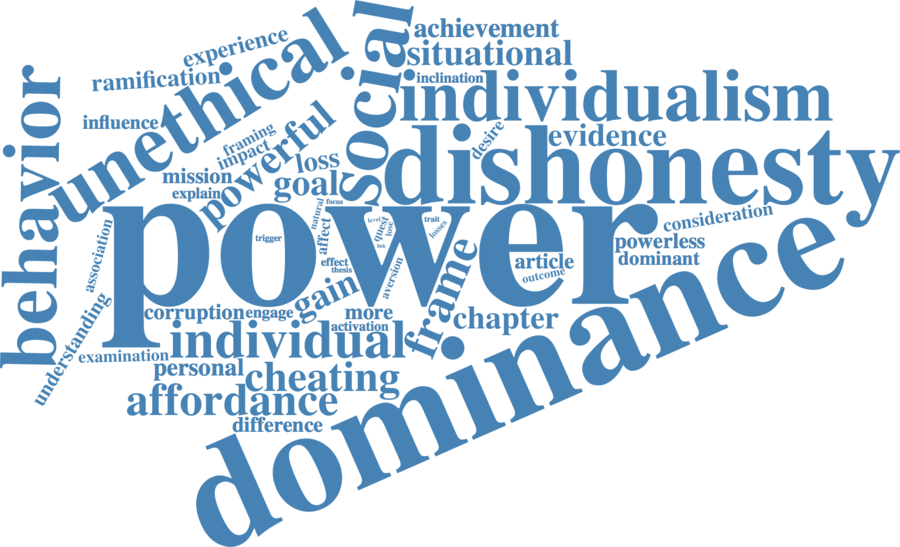 achievement
experience
situational
unethical
social
ramification
inclination
individualism
behavior
influence
framing
impact
powerful
desire
evidence
dishonesty
loss
mission
goal
explain
power
natural
focus
level
trait
quest
lose
losses
link
affect
trigger
effect
thesis
aversion
consideration
powerless
dominant
article
outcome
association
understanding
frame
gain
corruption
engage
more
activation
chapter
dominance
individual
examination
personal
cheating
affordance
difference